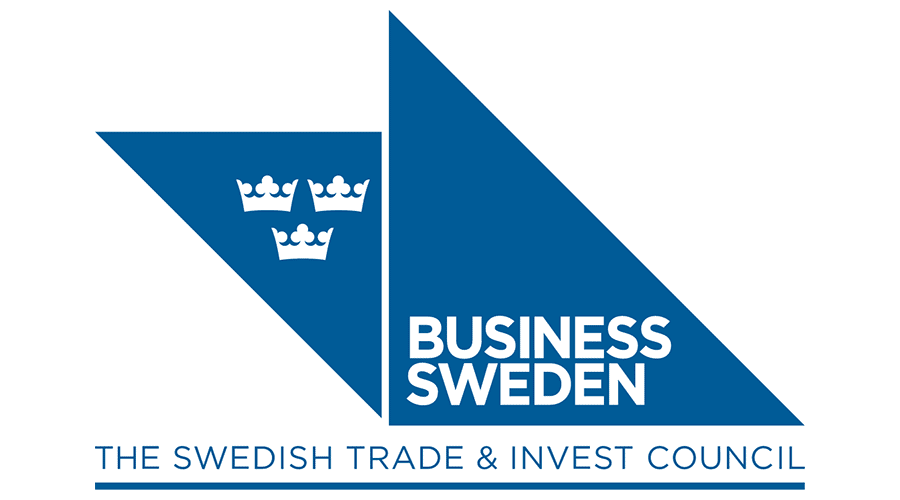 BUSINESS
SWEDEN
THE SWEDISH TRADE & INVEST COUNCIL